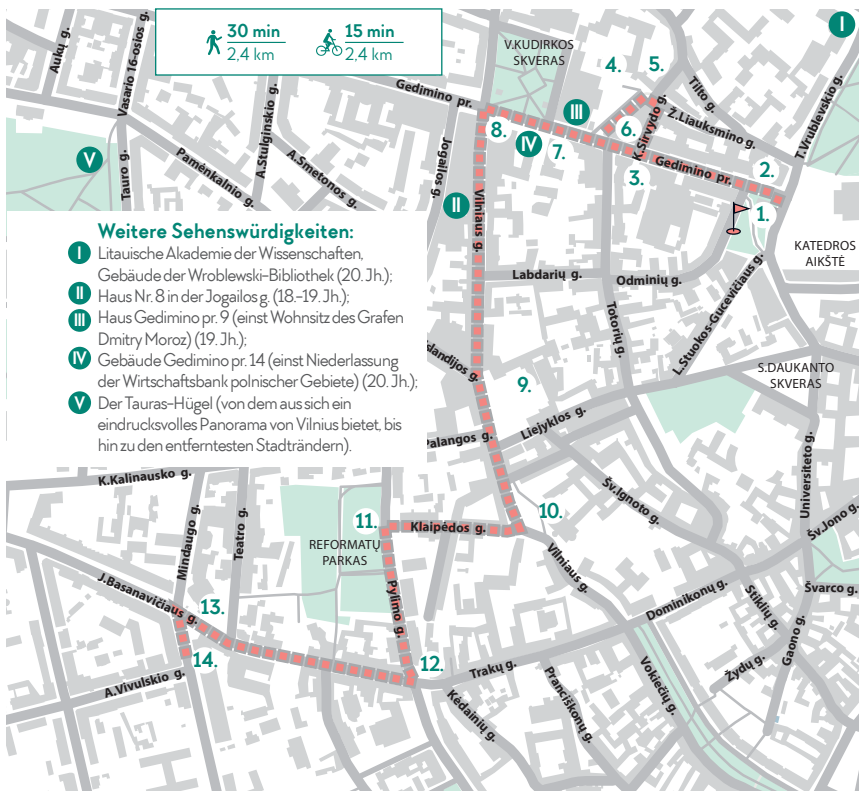 30 min
2,4 km
15 min
2,4 km
I
V.KUDIRKOS
SKVERAS
Aukų g.
Vasario 16-osios g.
Gedimino pr.
4.
5.
Tilto g.
Ž.Liauksmino g.
T.Vrublevskio g.
III
6.
K.Sirvydo g.
8.
IV
7.
3.
Gedimino pr.
2.
1.
A.Stulginskio g.
A.Smetonos g.
Jogailos g.
V
Tauro g.
Pamėnkalnio g.
II
Vilniaus g.
KATEDROS
AIKŠTĖ
Labdarių g.
Odminių g.
Totorių g.
L.Stuokos-Gucevičiaus g.
Weitere Sehenswürdigkeiten:
I Litauische Akademie der Wissenschaften,
Gebäude der Wroblewski-Bibliothek (20. Jh.);
II Haus Nr. 8 in der Jogailos g. (18.-19. Jh.);
III Haus Gedimino pr. 9 (einst Wohnsitz des Grafen
Dmitry Moroz) (19. Jh.);
IV Gebäude Gedimino pr. 14 (einst Niederlassung
der Wirtschaftsbank polnischer Gebiete) (20. Jh.);
V Der Tauras-Hügel (von dem aus sich ein
eindrucksvolles Panorama von Vilnius bietet, bis
hin zu den entferntesten Stadträndern).
slandijos g.
9.
S.DAUKANTO
SKVERAS
Palangos g.
Liejyklos g.
Universiteto g.
K.Kalinausko g.
Šv.Ignoto g.
Mindaugo g.
Teatro g.
11.
Klaipėdos g.
10.
Šv.Jono g.
REFORMATŲ
PARKAS
Vilniaus g.
J.Basanavičiaus g.
13.
Pylimo g.
Dominikonų g.
Stiklių g.
Švarco g.
Gaono g.
14.
12.
Trakų g.
A.Vivulskio g.
Kėdainių g.
Pranciškonų g.
Vokiečių g.
Žydų g.